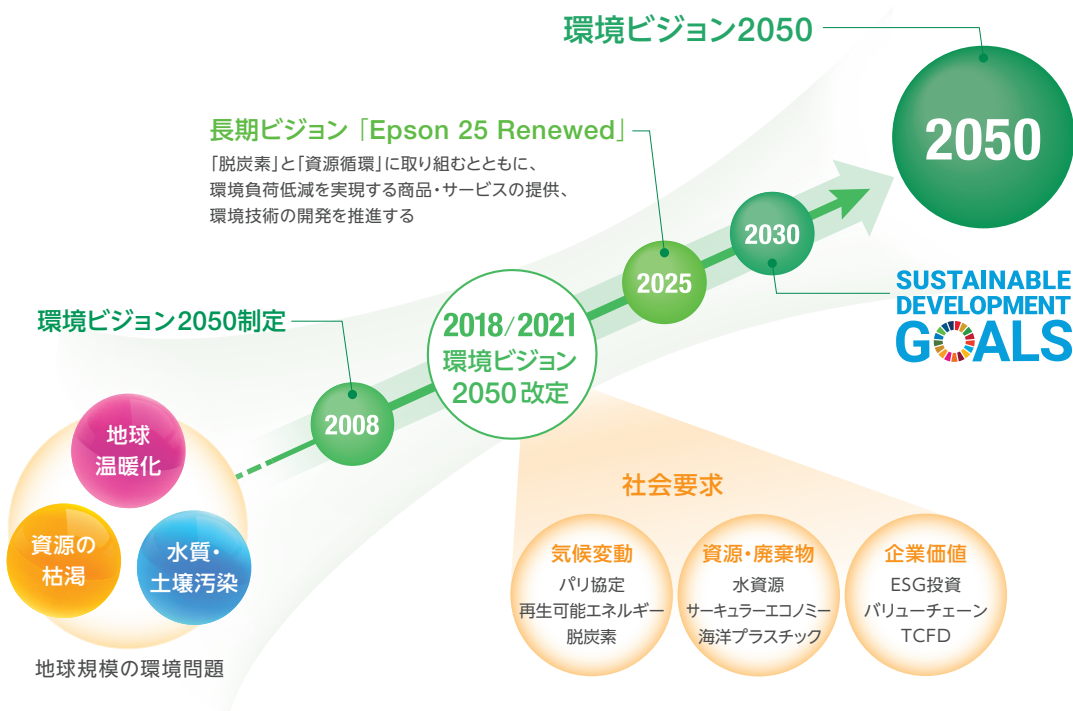 環境ビジョン2050
2050
長期ビジョン「Epson 25 Renewed」
「脱炭素」と「資源循環」に取り組むとともに、
環境負荷低減を実現する商品・サービスの提供、
環境技術の開発を推進する
2030
2025
SUSTAINABLE
DEVELOPMENT
GOALS
環境ビジョン2050制定
2018/2021
環境ビジョン
2050改定
2008
地球
温暖化
資源の
枯渇
水質・
土壌汚染
地球規模の環境問題
社会要求
気候変動
パリ協定
再生可能エネルギー
脱炭素
資源・廃棄物
水資源
サーキュラーエコノミー
海洋プラスチック
企業価値
ESG投資
バリューチェーン
TCFD